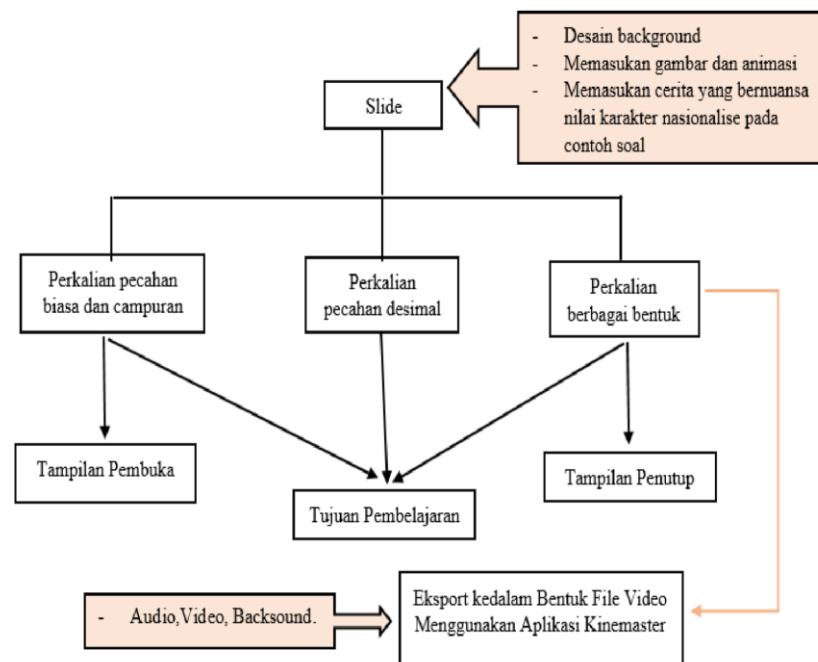 - Desain background
- Memasukan gambar dan animasi
- Memasukan cerita yang bernuansa
nilai karakter nasionalise pada
contoh soal
Slide
Perkalian pecahan
biasa dan campuran
Perkalian
pecahan desimal
Perkalian
berbagai bentuk
Tampilan Pembuka
Tujuan Pembelajaran
Tampilan Penutup
- Audio,Video, Backsound.
Eksport kedalam Bentuk File Video
Menggunakan Aplikasi Kinemaster